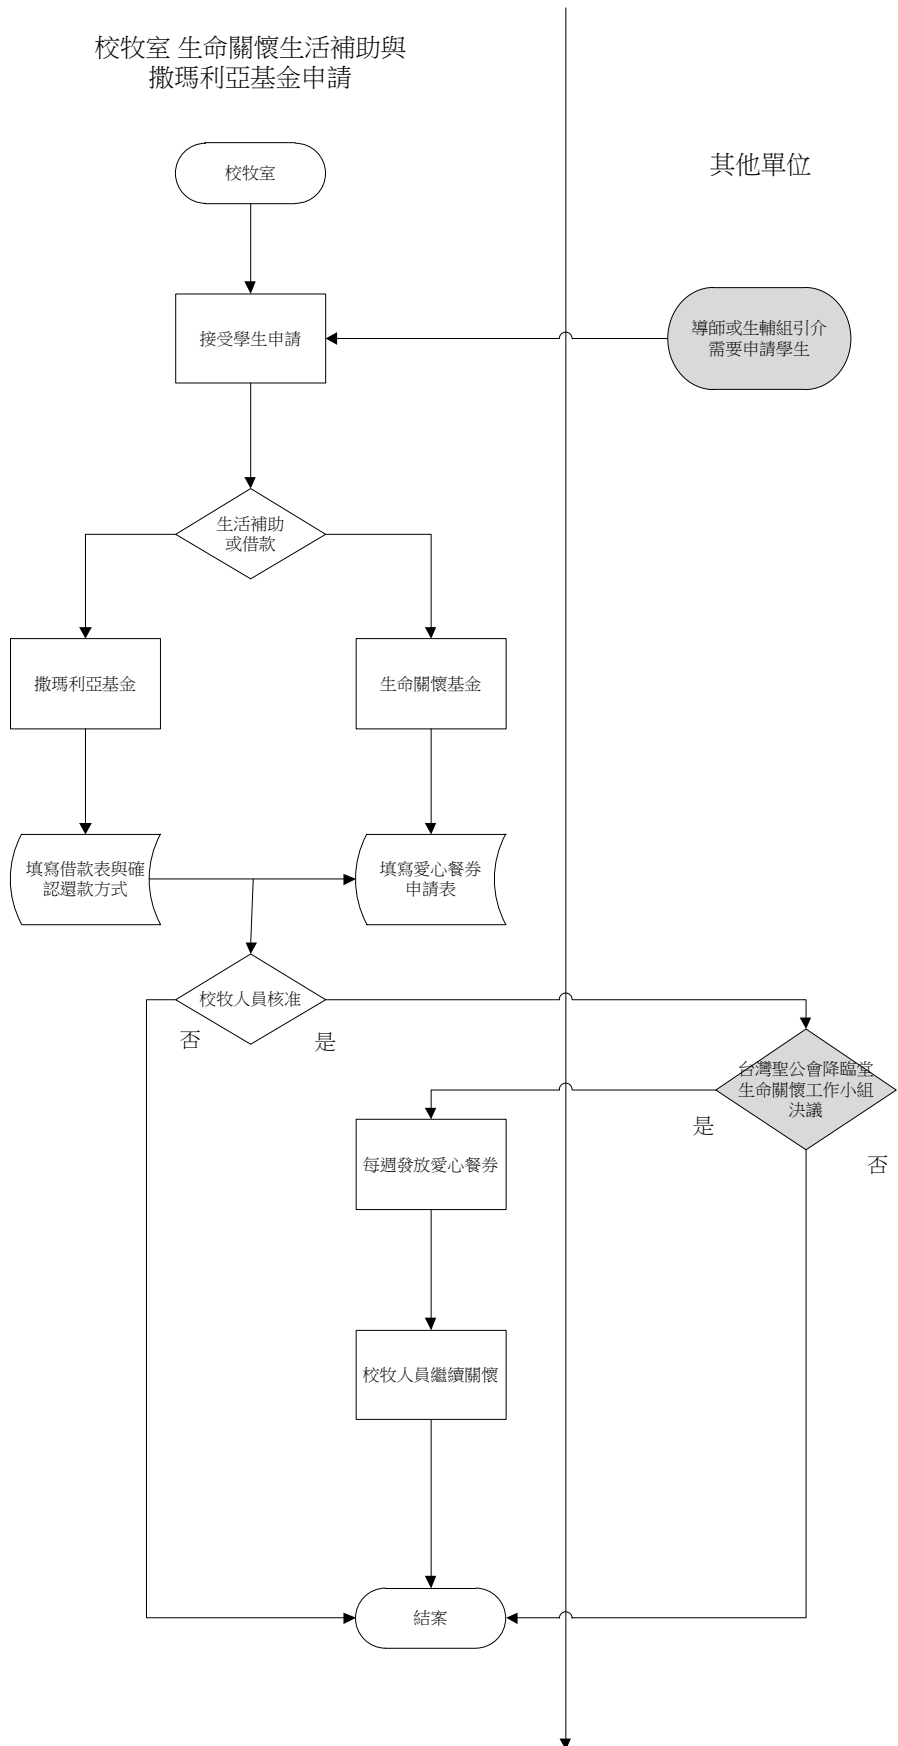 校牧室 生命關懷生活補助與
撒瑪利亞基金申請
其他單位
校牧室
接受學生申請
導師或生輔組引介
需要申請學生
生活補助
或借款
撒瑪利亞基金
生命關懷基金
填寫借款表與確
認還款方式
填寫愛心餐券
申請表
校牧人員核准
否
是
台灣聖公會降臨堂
生命關懷工作小組
決議
是
否
每週發放愛心餐券
校牧人員繼續關懷
結案